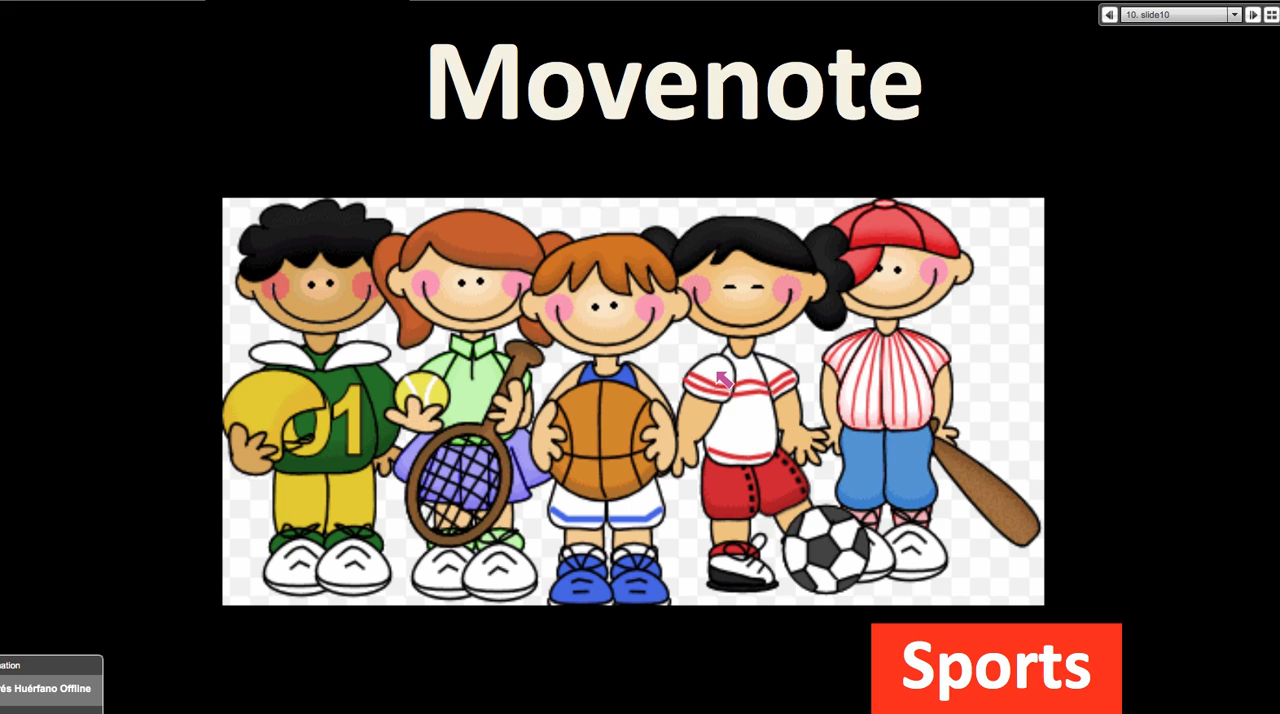 10. slide10
Movenote
01
Sports
ation
és Huérfano Offline